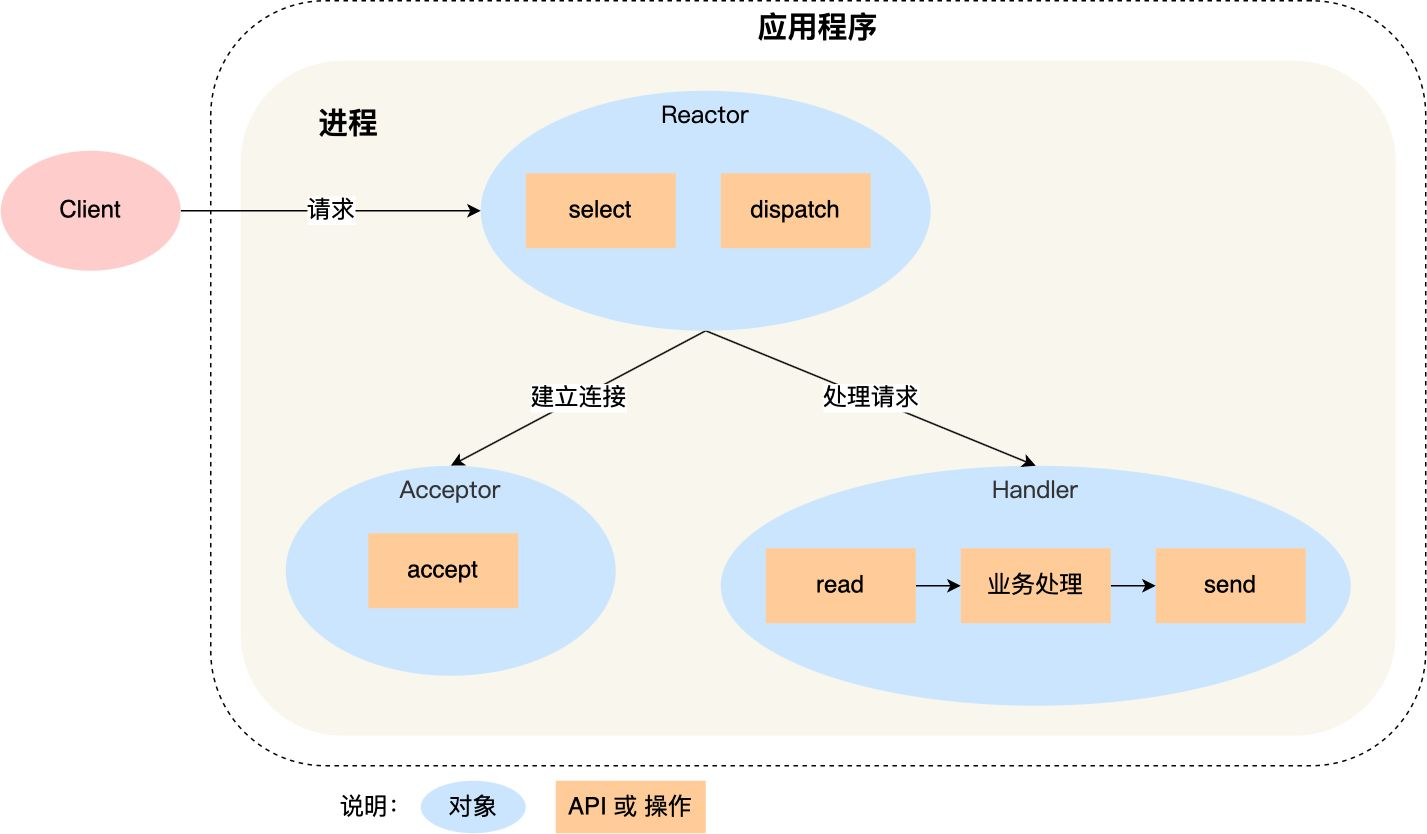 应用程序
进程
Reactor
Client
请求
select
dispatch
建立连接
处理请求
Acceptor
Handler
accept
read
业务处理
send
说明：
对象
API 或 操作